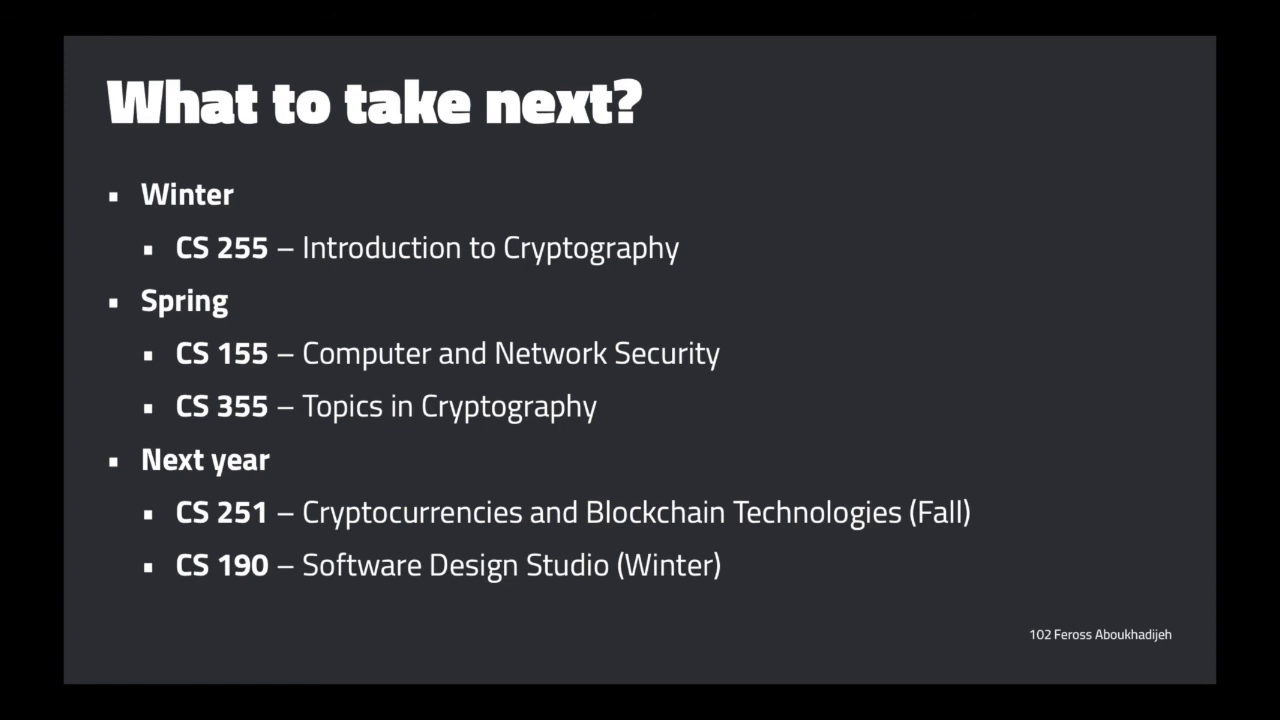 What to take next?
▪ Winter
▪ CS 255 – Introduction to Cryptography
▪ Spring
▪ CS 155 – Computer and Network Security
▪ CS 355 – Topics in Cryptography
▪ Next year
▪ CS 251 – Cryptocurrencies and Blockchain Technologies (Fall)
▪ CS 190 – Software Design Studio (Winter)
102 Feross Aboukhadijeh